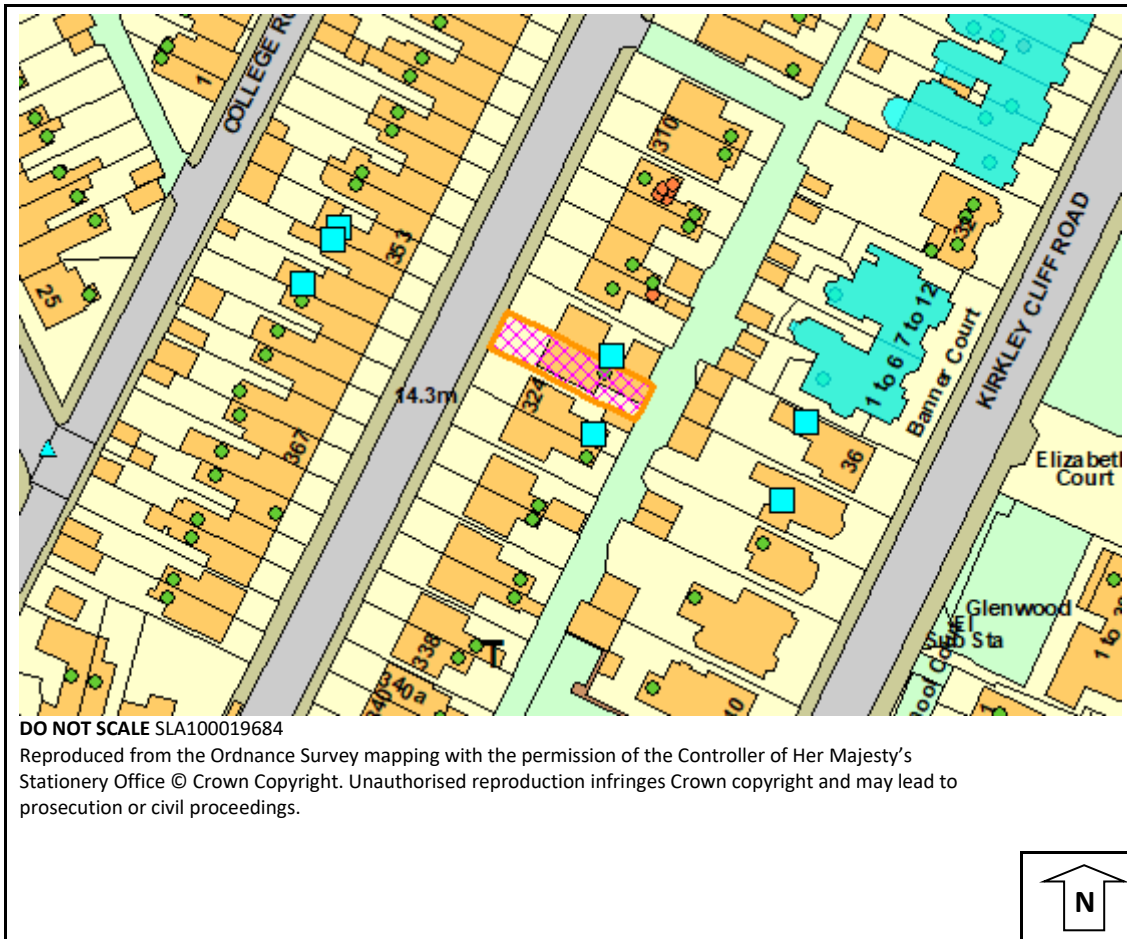 COLLEGE RO
1
310
32
353
25
1 to 6 7 to 12
Banner Court
KIRKLEY CLIFF ROAD
324
14.3m
367
36
Elizabeth
Court
Glenwood
El
Sub Sta
338
T
340a
340
DO NOT SCALE SLA100019684
Reproduced from the Ordnance Survey mapping with the permission of the Controller of Her Majesty’s
Stationery Office © Crown Copyright. Unauthorised reproduction infringes Crown copyright and may lead to
prosecution or civil proceedings.
N